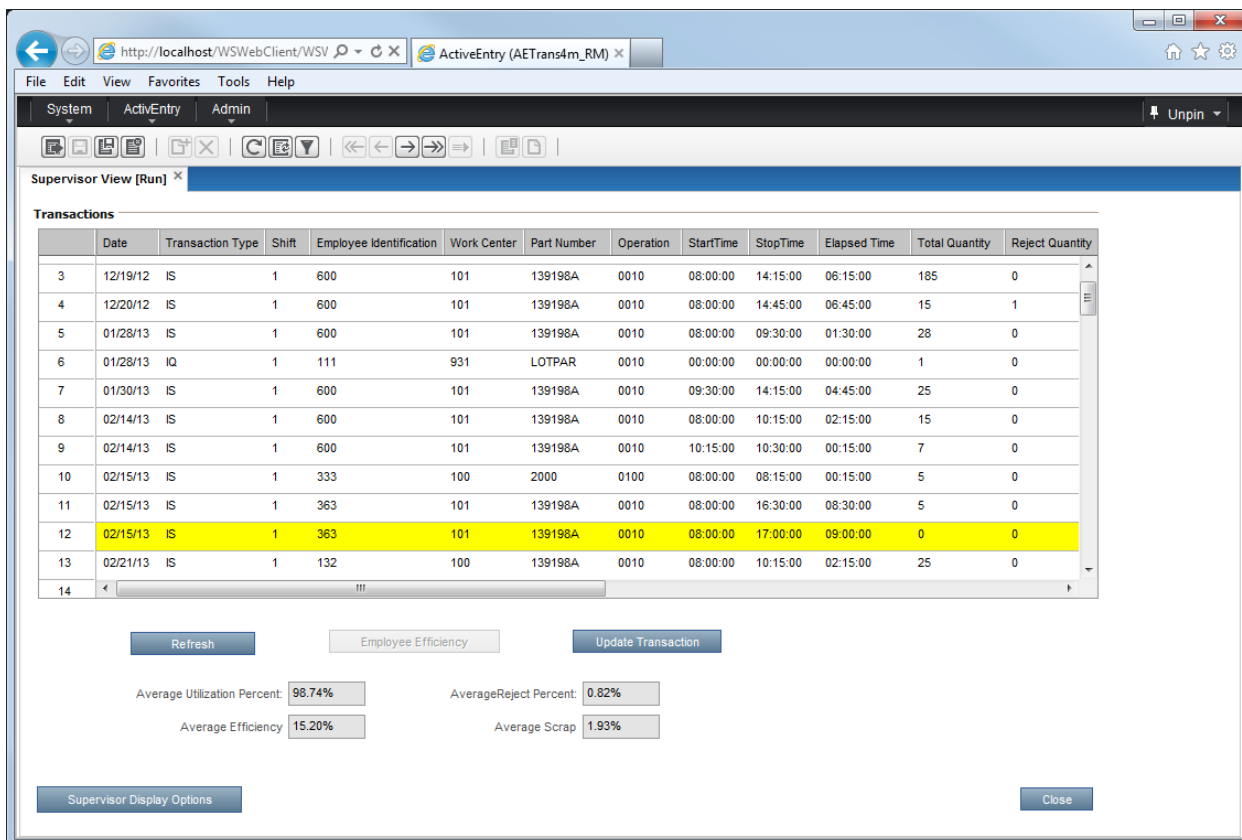 http://localhost/WSWebClient/WSV
ActiveEntry (AETrans4m_RM)
File Edit View Favorites Tools Help
System ActivEntry Admin Unpin
Supervisor View [Run]
Transactions
Date Transaction Type Shift Employee Identification Work Center Part Number Operation StartTime StopTime Elapsed Time Total Quantity Reject Quantity
3 12/19/12 IS 1 600 101 139198A 0010 08:00:00 14:15:00 06:15:00 185 0
4 12/20/12 IS 1 600 101 139198A 0010 08:00:00 14:45:00 06:45:00 15 1
5 01/28/13 IS 1 600 101 139198A 0010 08:00:00 09:30:00 01:30:00 28 0
6 01/28/13 IQ 1 111 931 LOTPAR 0010 00:00:00 00:00:00 00:00:00 1 0
7 01/30/13 IS 1 600 101 139198A 0010 09:30:00 14:15:00 04:45:00 25 0
8 02/14/13 IS 1 600 101 139198A 0010 08:00:00 10:15:00 02:15:00 15 0
9 02/14/13 IS 1 600 101 139198A 0010 10:15:00 10:30:00 00:15:00 7 0
10 02/15/13 IS 1 333 100 2000 0100 08:00:00 08:15:00 00:15:00 5 0
11 02/15/13 IS 1 363 101 139198A 0010 08:00:00 16:30:00 08:30:00 5 0
12 02/15/13 IS 1 363 101 139198A 0010 08:00:00 17:00:00 09:00:00 0 0
13 02/21/13 IS 1 132 100 139198A 0010 08:00:00 10:15:00 02:15:00 25 0
14
Refresh Employee Efficiency Update Transaction
Average Utilization Percent: 98.74% AverageReject Percent: 0.82%
Average Efficiency 15.20% Average Scrap 1.93%
Supervisor Display Options Close